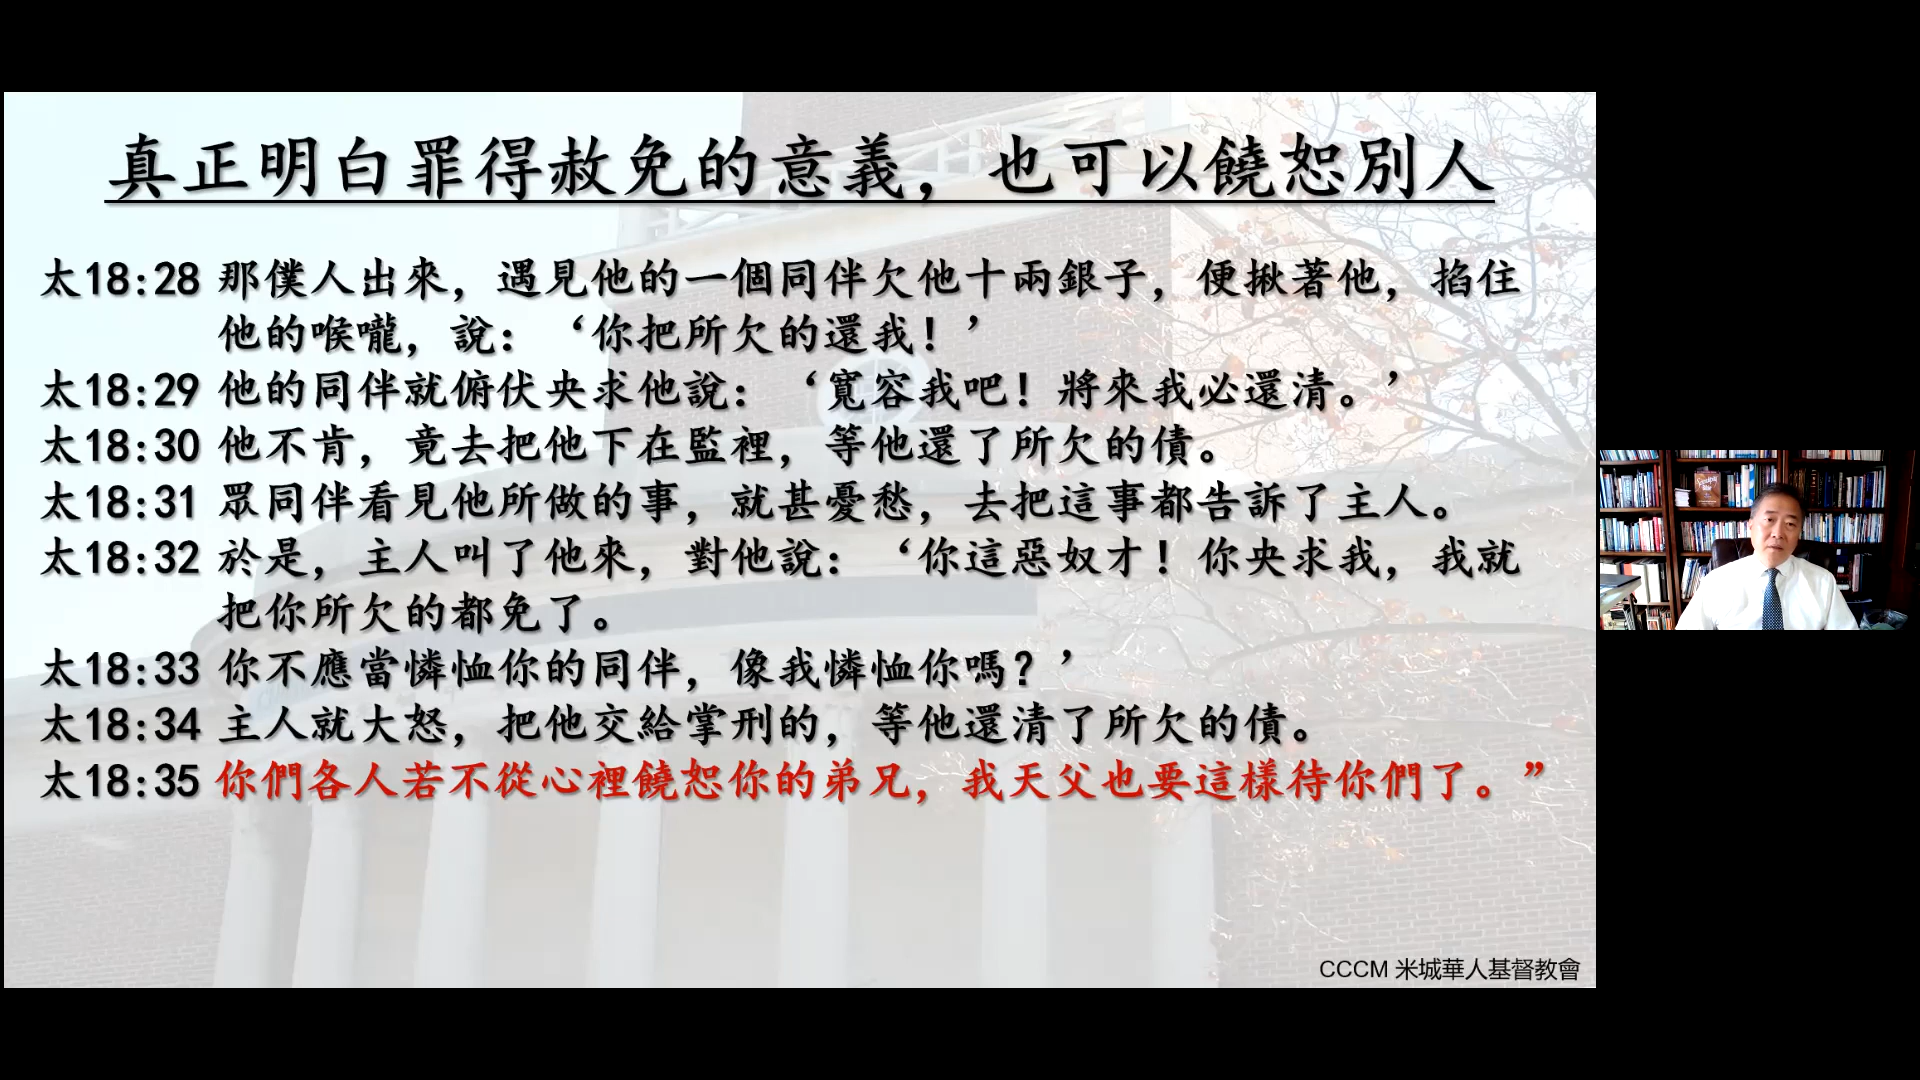 真正明白罪得赦免的意義，也可以饒恕別人
太18:28 那僕人出來，遇見他的一個同伴欠他十兩銀子，便揪著他，掐住
他的喉嚨，說：‘你把所欠的還我！’
太18:29 他的同伴就俯伏央求他說：‘寬容我吧！將來我必還清。’
太18:30 他不肯，竟去把他下在監裡，等他還了所欠的債。
太18:31 眾同伴看見他所做的事，就甚憂愁，去把這事都告訴了主人。
太18:32 於是，主人叫了他來，對他說：‘你這惡奴才！你央求我，我就
把你所欠的都免了。
太18:33 你不應當憐恤你的同伴，像我憐恤你嗎？’
太18:34 主人就大怒，把他交給掌刑的，等他還清了所欠的債。
太18:35 你們各人若不從心裡饒恕你的弟兄，我天父也要這樣待你們了。”
CCCM 米城華人基督教會